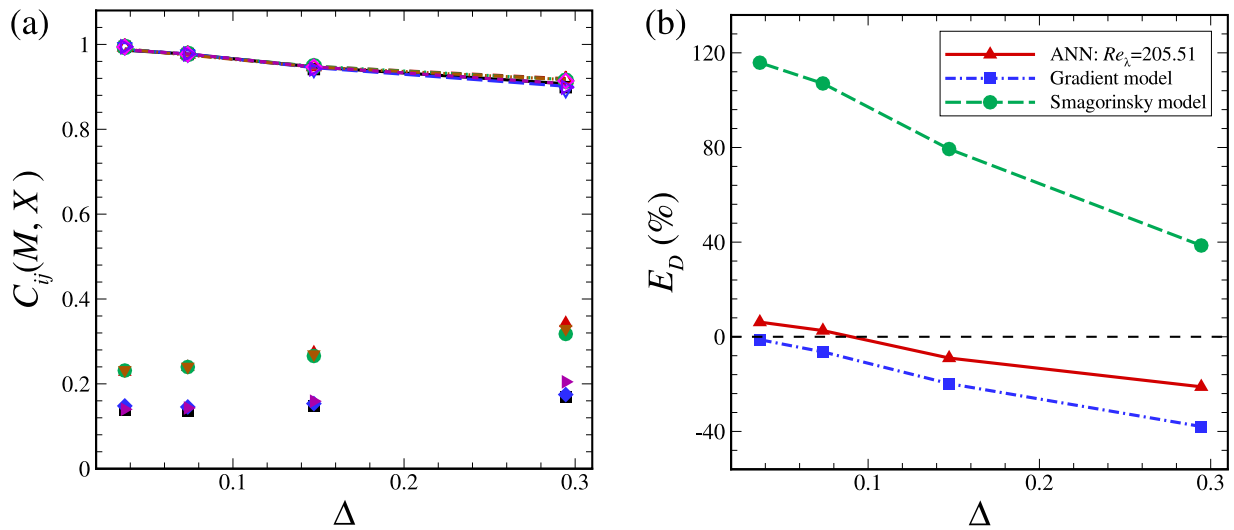 (a)
C_ij(M, X)
1
0.8
0.6
0.4
0.2
0
0.1
0.2
0.3
Δ
(b)
E_D (%)
120
80
40
0
-40
0.1
0.2
0.3
Δ
ANN: Re_λ=205.51
Gradient model
Smagorinsky model